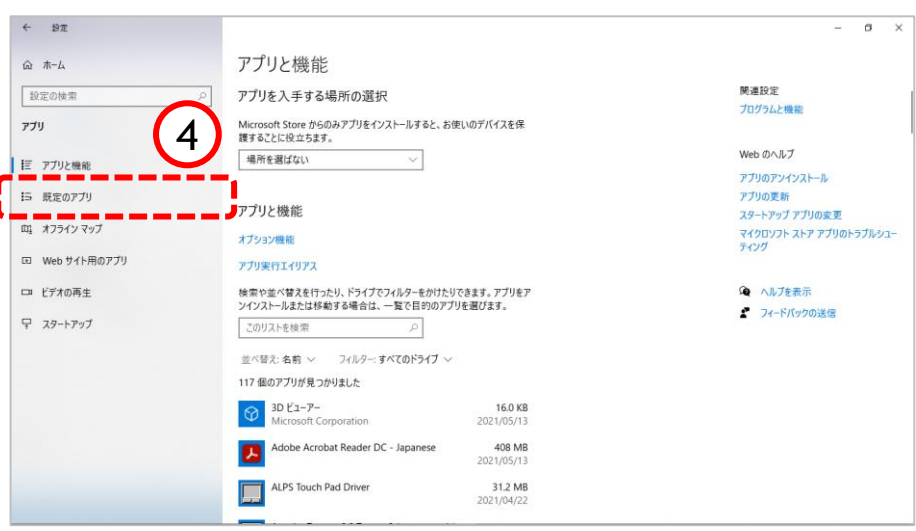 設定
ホーム
設定の検索
アプリ
④
アプリと機能
既定のアプリ
オフライン マップ
Web サイト用のアプリ
ビデオの再生
スタートアップ
アプリと機能
アプリを入手する場所の選択
Microsoft Store からのみアプリをインストールすると、お使いのデバイスを保
護することに役立ちます。
場所を選ばない
アプリと機能
オプション機能
アプリ実行エイリアス
検索や並べ替えを行ったり、ドライブでフィルターをかけたりできます。アプリをア
ンインストールまたは移動する場合は、一覧で目的のアプリを選びます。
このリストを検索
並べ替え: 名前 フィルター: すべてのドライブ
117 個のアプリが見つかりました
3D ビューアー 16.0 KB
Microsoft Corporation 2021/05/13
Adobe Acrobat Reader DC - Japanese 408 MB
2021/05/13
ALPS Touch Pad Driver 31.2 MB
2021/04/22
関連設定
プログラムと機能
Web のヘルプ
アプリのアンインストール
アプリの更新
スタートアップ アプリの変更
マイクロソフト ストア アプリのトラブルシュー
ティング
ヘルプを表示
フィードバックの送信